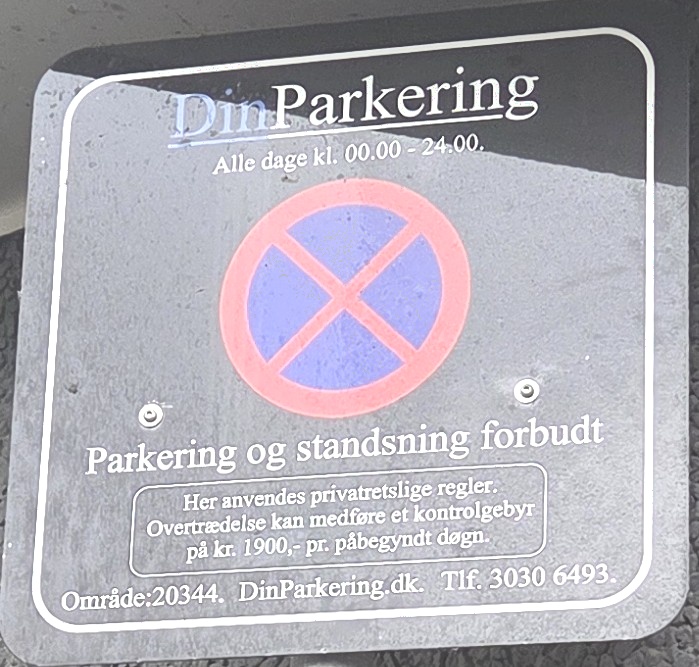 DinParkering
Alle dage kl. 00.00 - 24.00.
Parkering og standsning forbudt
Her anvendes privatretslige regler.
Overtrædelse kan medføre et kontrolgebyr
på kr. 1900,- pr. påbegyndt døgn.
Område:20344. DinParkering.dk. Tlf. 3030 6493.